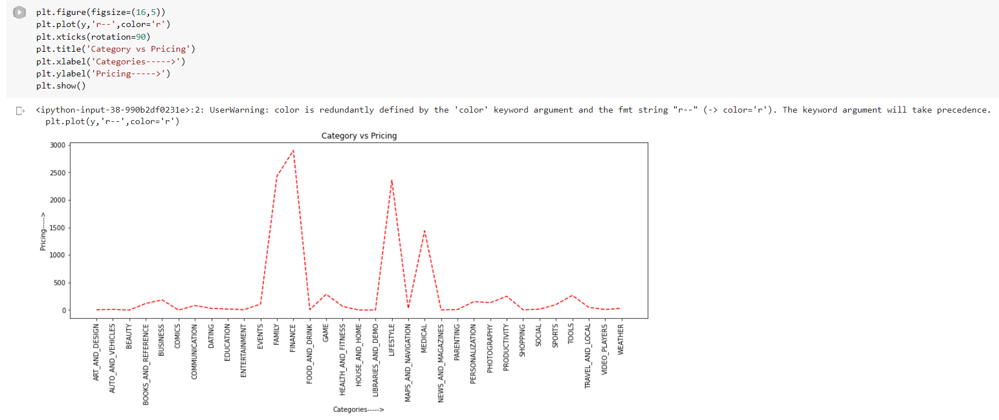 plt.figure(figsize=(16,5))
plt.plot(y,'r--',color='r')
plt.xticks(rotation=90)
plt.title('Category vs Pricing')
plt.xlabel('Categories----->')
plt.ylabel('Pricing----->')
plt.show()
<ipython-input-38-990b2df0231e>:2: UserWarning: color is redundantly defined by the 'color' keyword argument and the fmt string "r--" (-> color='r'). The keyword argument will take precedence.
plt.plot(y,'r--',color='r')
Category vs Pricing
3000
2500
2000
1500
1000
500
0
Pricing----->
ART_AND_DESIGN
AUTO_AND_VEHICLES
BEAUTY
BOOKS_AND_REFERENCE
BUSINESS
COMICS
COMMUNICATION
DATING
EDUCATION
ENTERTAINMENT
EVENTS
FAMILY
FINANCE
FOOD_AND_DRINK
GAME
HEALTH_AND_FITNESS
HOUSE_AND_HOME
LIBRARIES_AND_DEMO
LIFESTYLE
MAPS_AND_NAVIGATION
MEDICAL
NEWS_AND_MAGAZINES
PARENTING
PERSONALIZATION
PHOTOGRAPHY
PRODUCTIVITY
SHOPPING
SOCIAL
SPORTS
TOOLS
TRAVEL_AND_LOCAL
VIDEO_PLAYERS
WEATHER
Categories----->